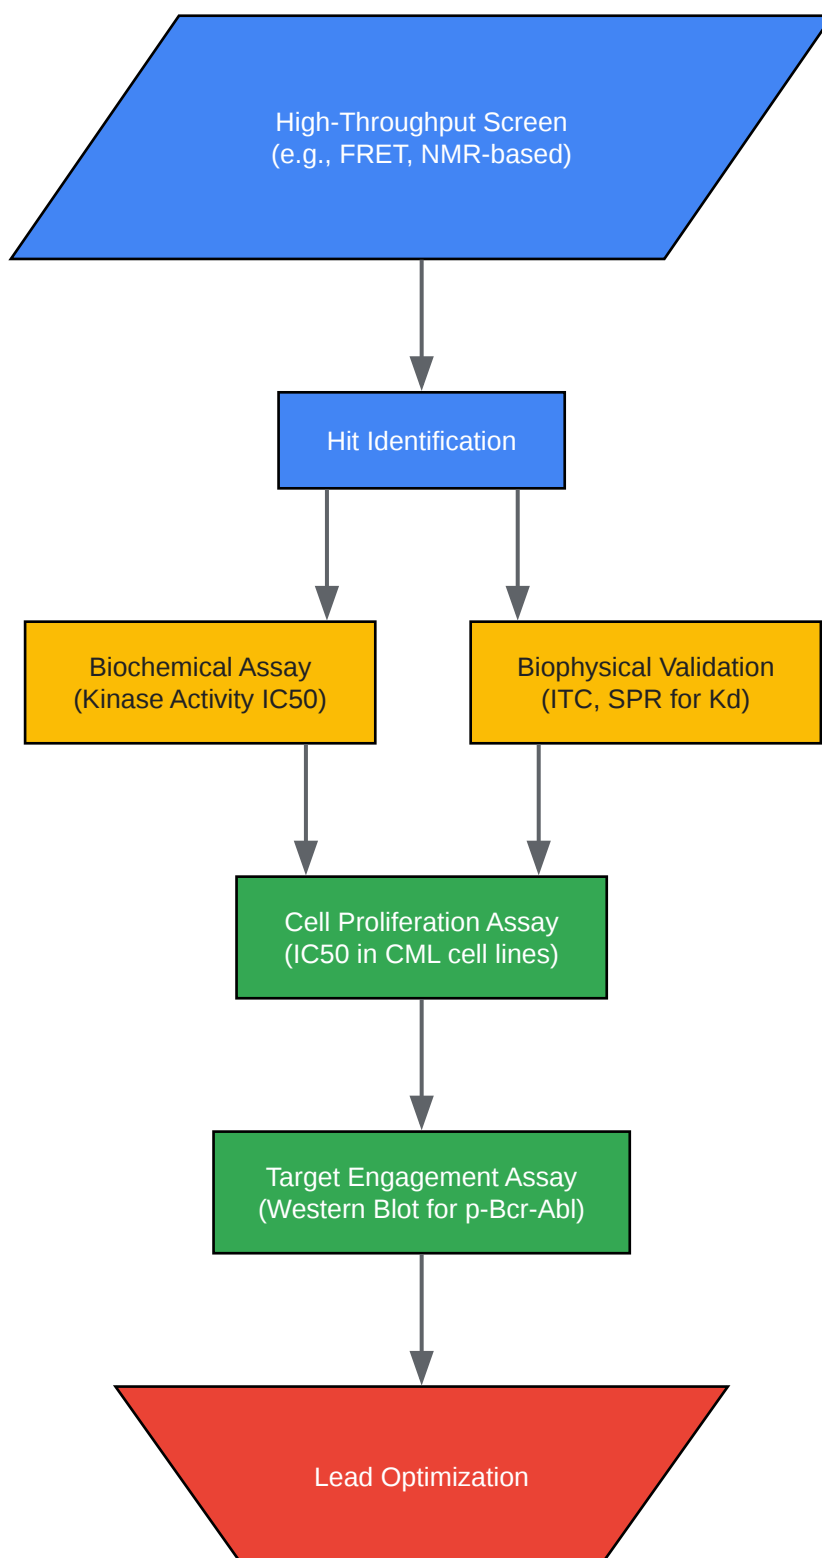 High-Throughput Screen
(e.g., FRET, NMR-based)
Hit Identification
Biochemical Assay
(Kinase Activity IC50)
Biophysical Validation
(ITC, SPR for Kd)
Cell Proliferation Assay
(IC50 in CML cell lines)
Target Engagement Assay
(Western Blot for p-Bcr-Abl)
Lead Optimization